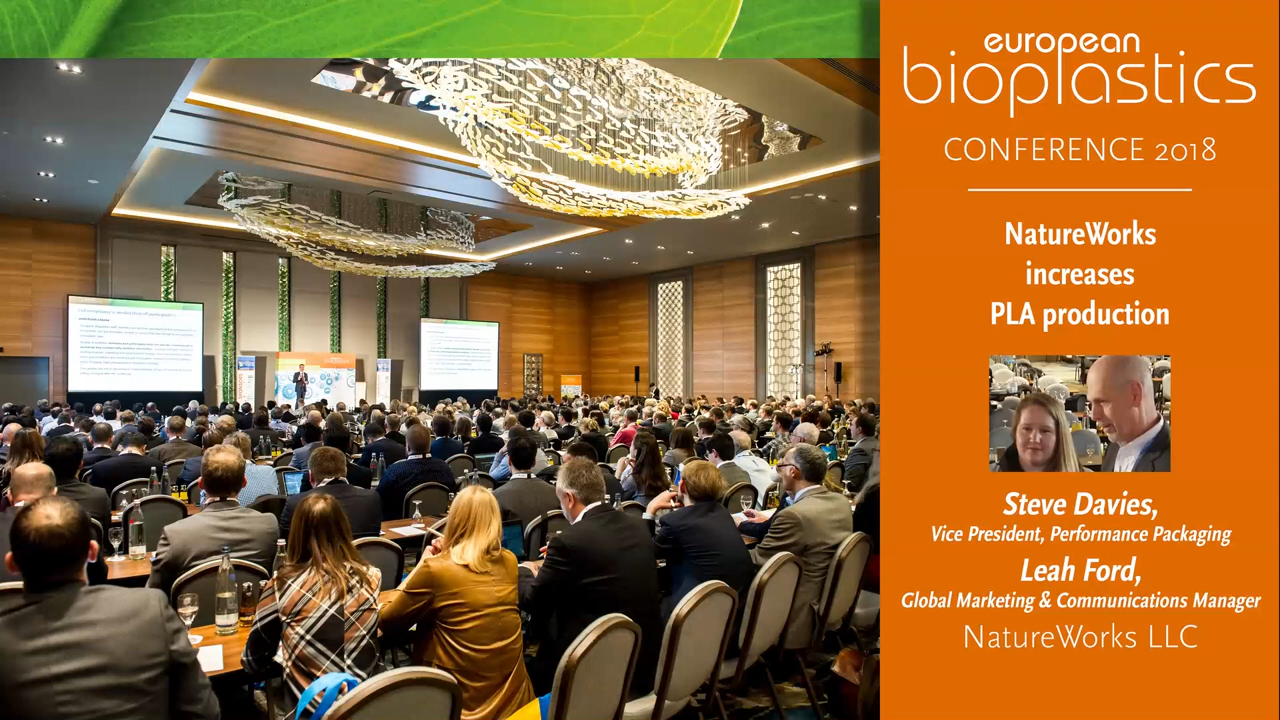 european
bioplastics
CONFERENCE 2018
NatureWorks
increases
PLA production
Steve Davies,
Vice President, Performance Packaging
Leah Ford,
Global Marketing & Communications Manager
NatureWorks LLC